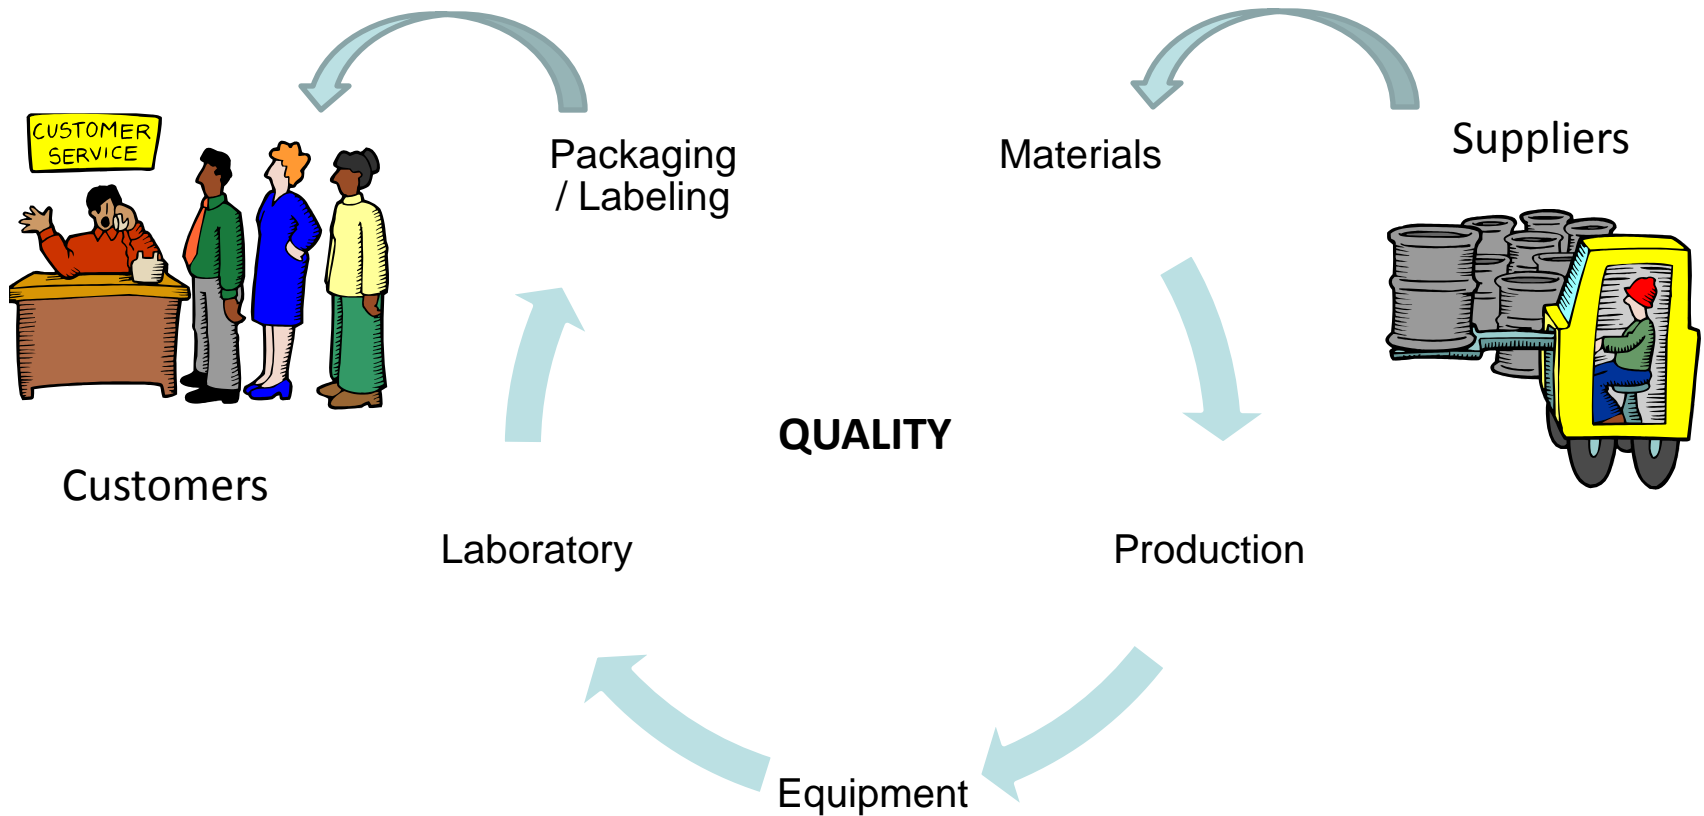 CUSTOMER
SERVICE
Packaging
/ Labeling
Materials
Suppliers
QUALITY
Customers
Laboratory
Production
Equipment